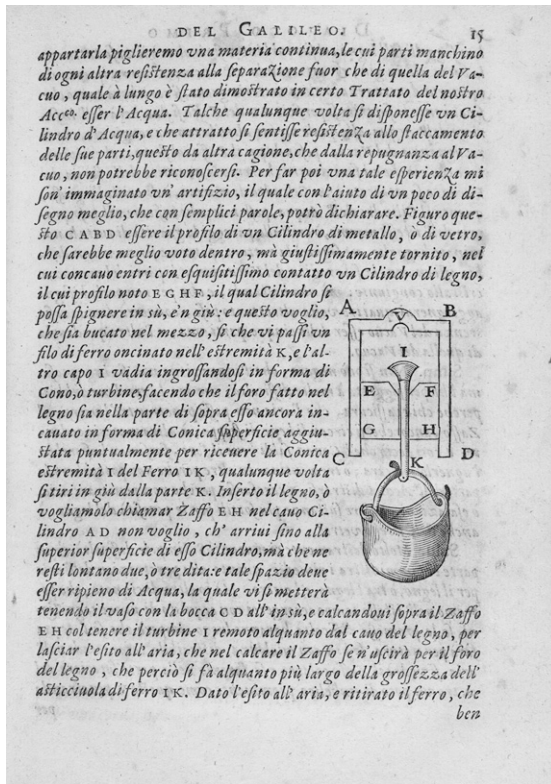 DEL GALILEO. 15
appartarla piglieremo vna materia continua, le cui parti manchino
di ogni altra resistenza alla separazione fuor che di quella del Va-
cuo, quale à lungo è stato dimostrato in certo Trattato del nostro
Acc.co. esser l'Acqua. Talche qualunque volta si disponesse vn Ci-
lindro d'Acqua, e che attratto si sentisse resistenza allo staccamento
delle sue parti, questo da altra cagione, che dalla repugnanza al Va-
cuo, non potrebbe riconoscersi. Per far poi vna tale esperienza mi
son' immaginato vn' artifizio, il quale con l'aiuto di vn poco di di-
segno meglio, che con semplici parole, potrò dichiarare. Figuro que-
sto CABD essere il profilo di vn Cilindro di metallo, ò di vetro,
che sarebbe meglio voto dentro, mà giustissimamente tornito, nel
cui concauo entri con esquisitissimo contatto vn Cilindro di legno,
il cui profilo noto EGHF, il qual Cilindro si
possa spignere in sù, e'n giù: e questo voglio,
che sia bucato nel mezzo, sì che vi passi vn
filo di ferro oncinato nell'estremità K, e l'al-
tro capo I vadia ingrossandosi in forma di
Cono, ò turbine, facendo che il foro fatto nel
legno sia nella parte di sopra esso ancora in-
cauato in forma di Conica superficie aggiu-
stata puntualmente per riceuere la Conica
estremità I del Ferro IK, qualunque volta
si tiri in giù dalla parte K. Inserto il legno, ò
vogliamolo chiamar Zaffo EH nel cauo Ci-
lindro AD non voglio, ch' arriui sino alla
superior superficie di esso Cilindro, mà che ne
resti lontano due, ò tre dita: e tale spazio deue
esser ripieno di Acqua, la quale vi si metterà
tenendo il vaso con la bocca CD all'in sù, e calcandoui sopra il Zaffo
EH col tenere il turbine I remoto alquanto dal cauo del legno, per
lasciar l'esito all'aria, che nel calcare il Zaffo se n'uscirà per il foro
del legno, che perciò si fà alquanto più largo della grossezza dell'
asticciuola di ferro IK. Dato l'esito all'aria, e ritirato il ferro, che
ben
A V B
I
E F
G H
C K D